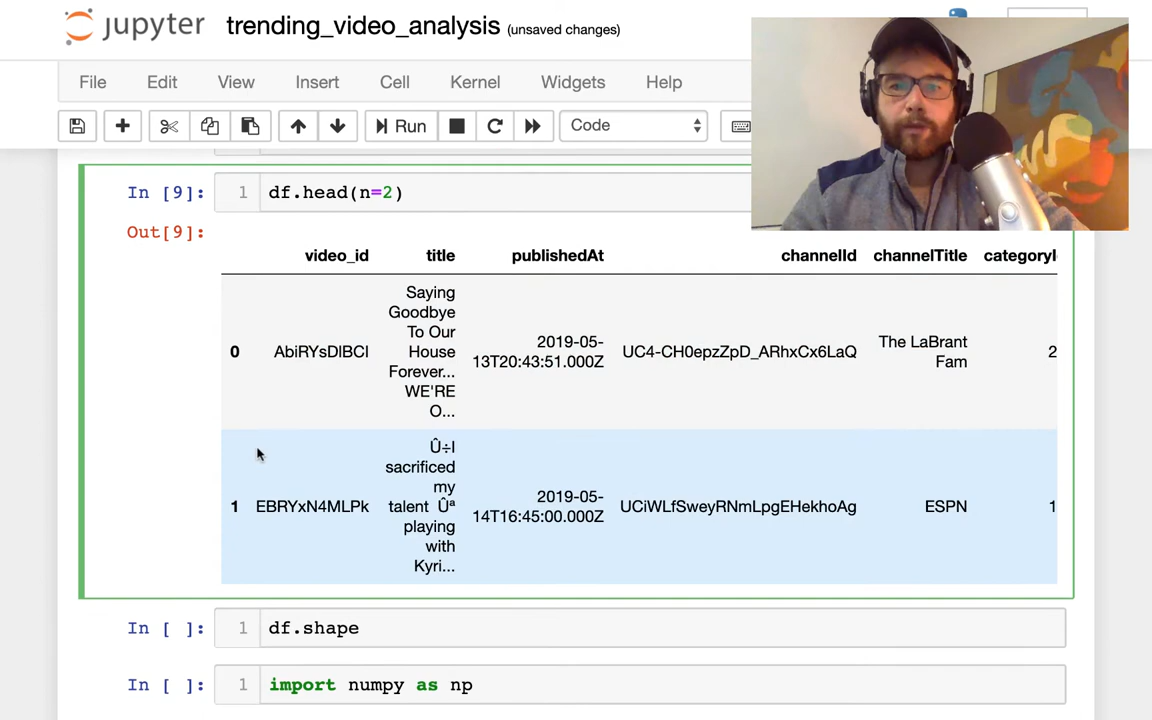 jupyter trending_video_analysis (unsaved changes)
File Edit View Insert Cell Kernel Widgets Help
Run Code
In [9]: 1 df.head(n=2)
Out[9]:
video_id title publishedAt channelId channelTitle categoryI
0 AbiRYsDlBCI Saying
Goodbye
To Our
House
Forever...
WE'RE
O... 2019-05-
13T20:43:51.000Z UC4-CH0epzZpD_ARhxCx6LaQ The LaBrant
Fam 2
1 EBRYxN4MLPk Û÷I
sacrificed
my
talent Ûª
playing
with
Kyri... 2019-05-
14T16:45:00.000Z UCiWLfSweyRNmLpgEHekhoAg ESPN 1
In [ ]: 1 df.shape
In [ ]: 1 import numpy as np